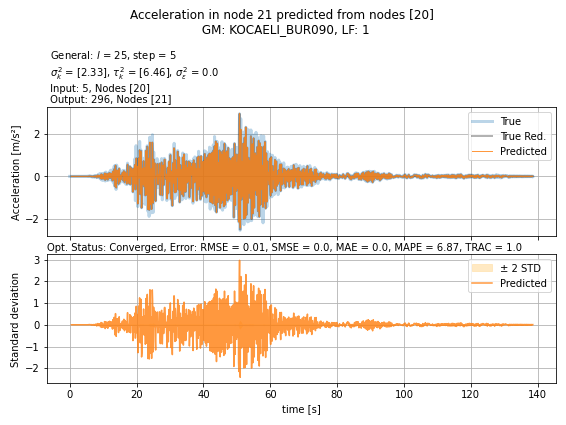 Acceleration in node 21 predicted from nodes [20]
GM: KOCAELI_BUR090, LF: 1
General: l = 25, step = 5
σ²ₖ = [2.33], τ²ₖ = [6.46], σ²ε = 0.0
Input: 5, Nodes [20]
Output: 296, Nodes [21]
Acceleration [m/s²]
2
0
−2
True
True Red.
Predicted
Opt. Status: Converged, Error: RMSE = 0.01, SMSE = 0.0, MAE = 0.0, MAPE = 6.87, TRAC = 1.0
Standard deviation
3
2
1
0
−1
−2
± 2 STD
Predicted
0 20 40 60 80 100 120 140
time [s]